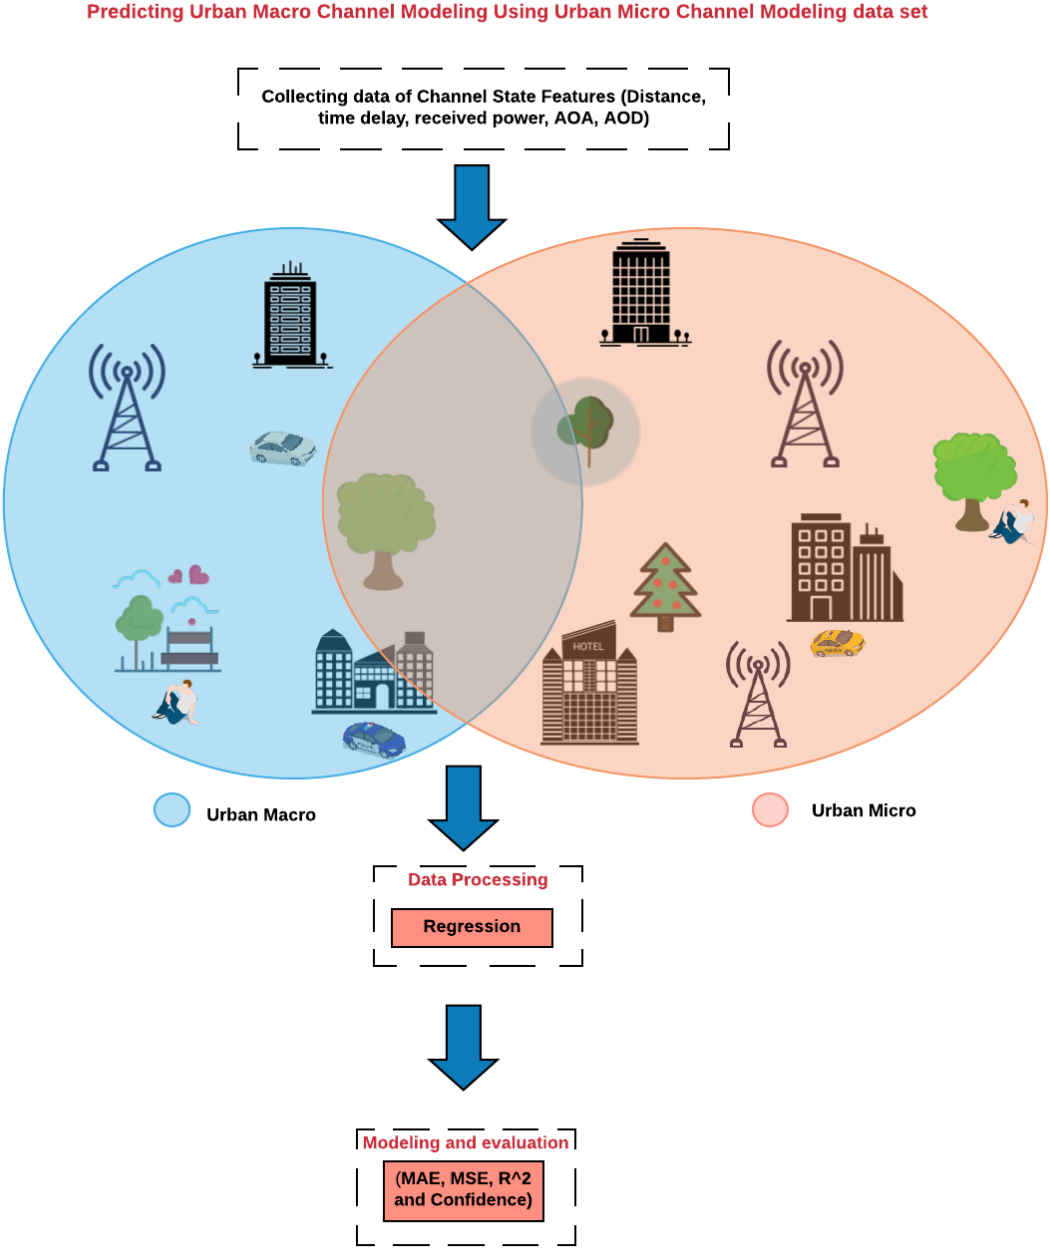 Predicting Urban Macro Channel Modeling Using Urban Micro Channel Modeling data set
Collecting data of Channel State Features (Distance,
time delay, received power, AOA, AOD)
HOTEL
Urban Macro
Urban Micro
Data Processing
Regression
Modeling and evaluation
(MAE, MSE, R^2
and Confidence)